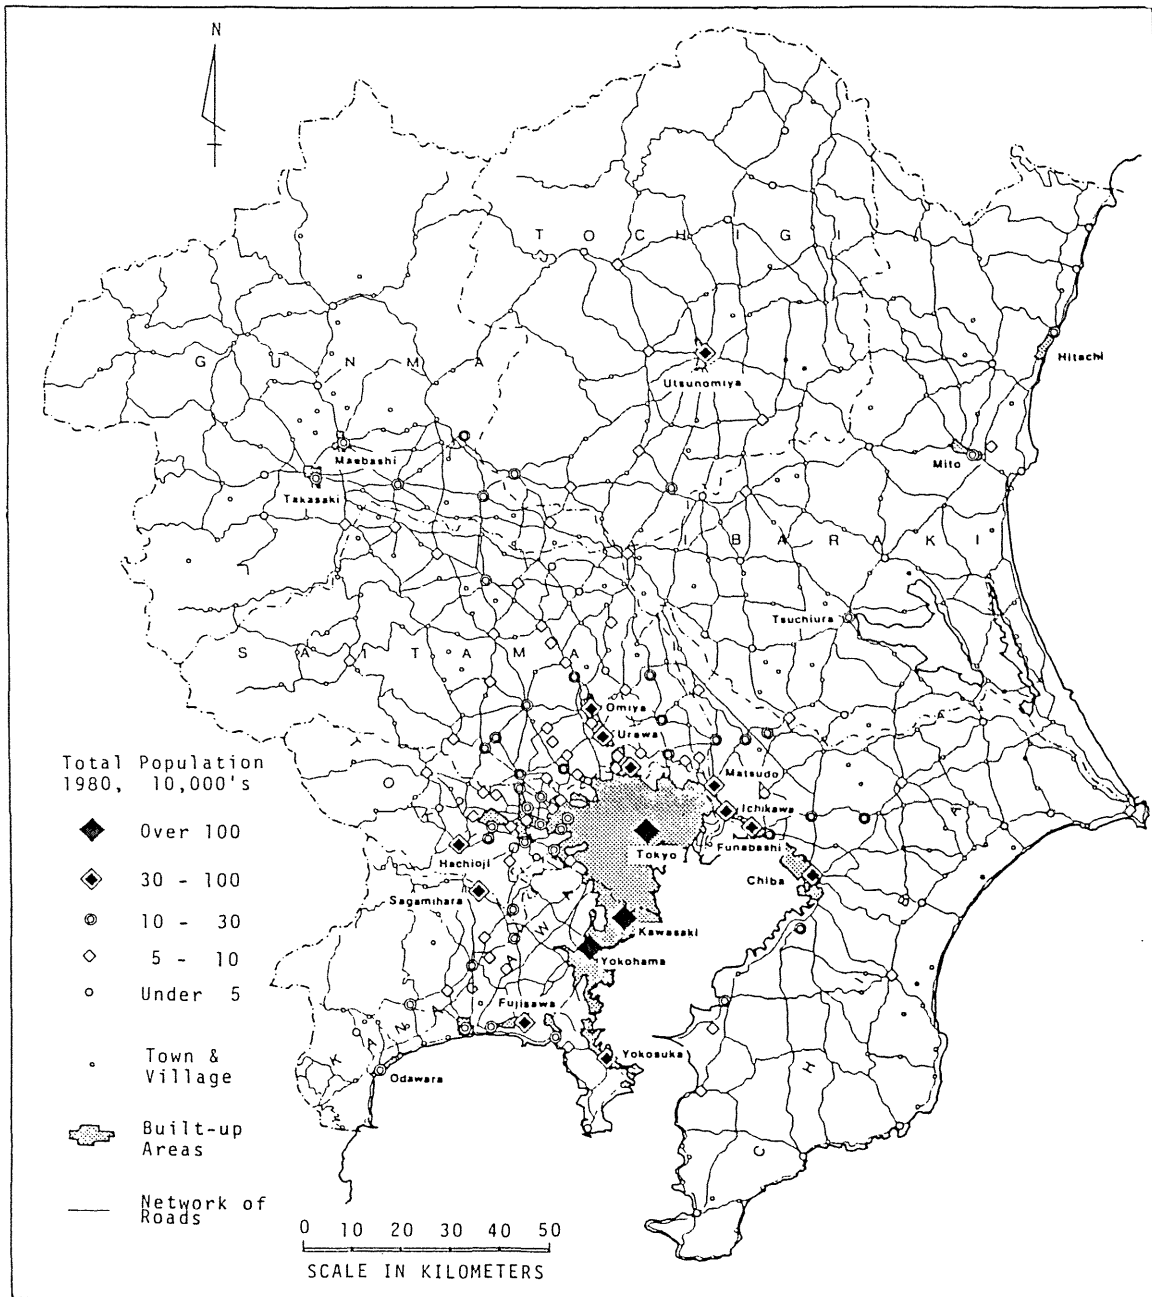 N
T O C H I G I
G U N M A
Hitachi
Utsunomiya
Maebashi
Mito
Takasaki
I B A R A K I
Tsuchiura
S A I T A M A
Omiya
Urawa
Total Population
1980, 10,000's
Matsudo
Ichikawa
Over 100
Funabashi
Tokyo
Hachioji
Chiba
30 - 100
Sagamihara
10 - 30
Kawasaki
5 - 10
Yokohama
Under 5
Fujisawa
Town &
Village
Yokosuka
Odawara
Built-up
Areas
Network of
Roads
0 10 20 30 40 50
SCALE IN KILOMETERS